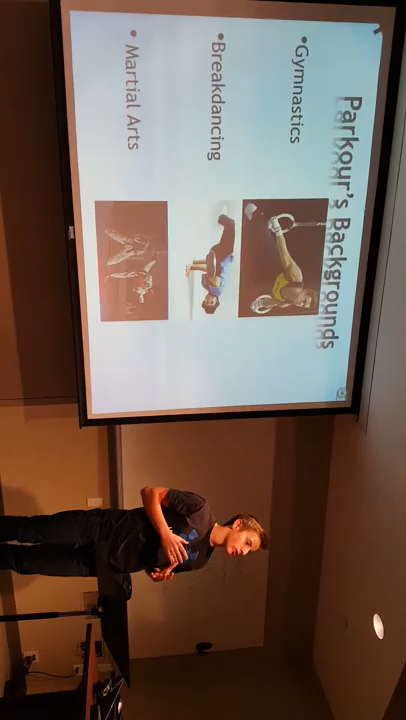 Parkour's Backgrounds
•Gymnastics
•Breakdancing
• Martial Arts